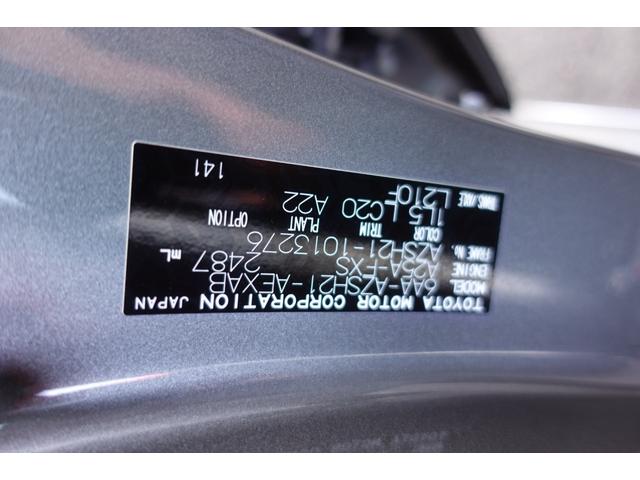 TOYOTA MOTOR CORPORATION JAPAN
MODEL 6AA-AZSH21-AEXAB
ENGINE A25A-FXS 2487 mL
FRAME No. AZSH21-1013276
COLOR TRIM PLANT OPTION
1L5 LC20 A22
TRANS/AXLE
L210F 141